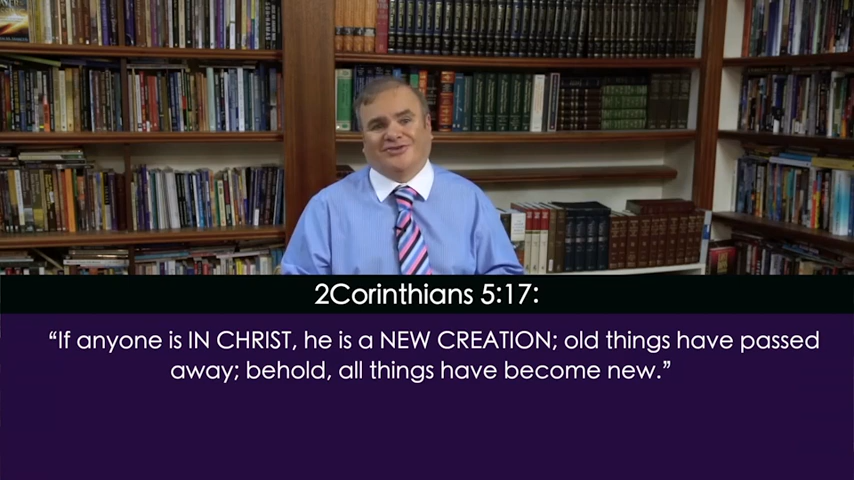 2Corinthians 5:17:
“If anyone is IN CHRIST, he is a NEW CREATION; old things have passed
away; behold, all things have become new.”